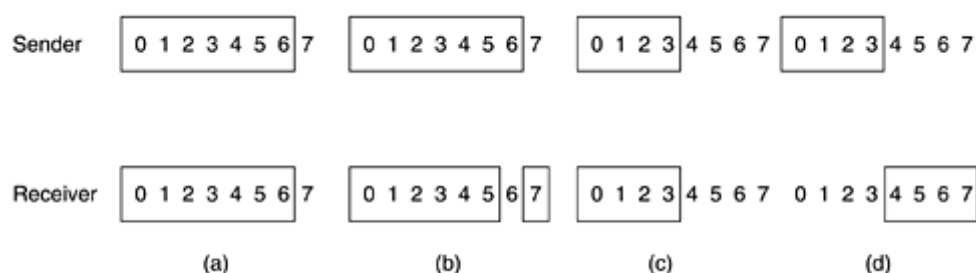 Sender 0 1 2 3 4 5 6 7 0 1 2 3 4 5 6 7 0 1 2 3 4 5 6 7 0 1 2 3 4 5 6 7
Receiver 0 1 2 3 4 5 6 7 0 1 2 3 4 5 6 7 0 1 2 3 4 5 6 7 0 1 2 3 4 5 6 7
(a) (b) (c) (d)